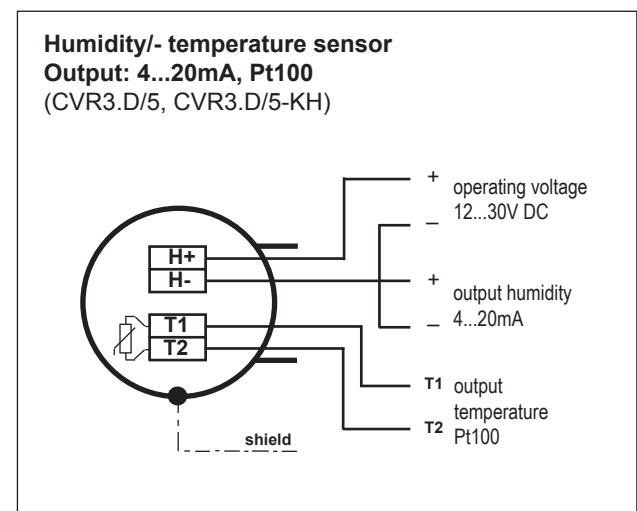 Humidity/- temperature sensor
Output: 4...20mA, Pt100
(CVR3.D/5, CVR3.D/5-KH)
+
operating voltage
12...30V DC
–
H+
H-
+
output humidity
4...20mA
–
T1
T2
T1 output
temperature
T2 Pt100
shield